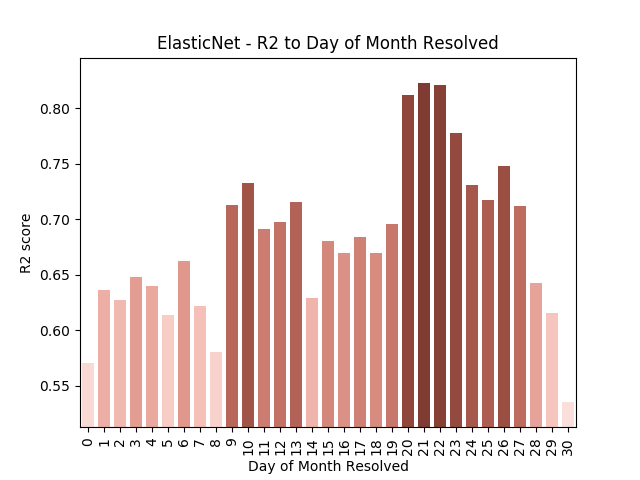 ElasticNet - R2 to Day of Month Resolved
R2 score
0.80
0.75
0.70
0.65
0.60
0.55
0 1 2 3 4 5 6 7 8 9 10 11 12 13 14 15 16 17 18 19 20 21 22 23 24 25 26 27 28 29 30
Day of Month Resolved